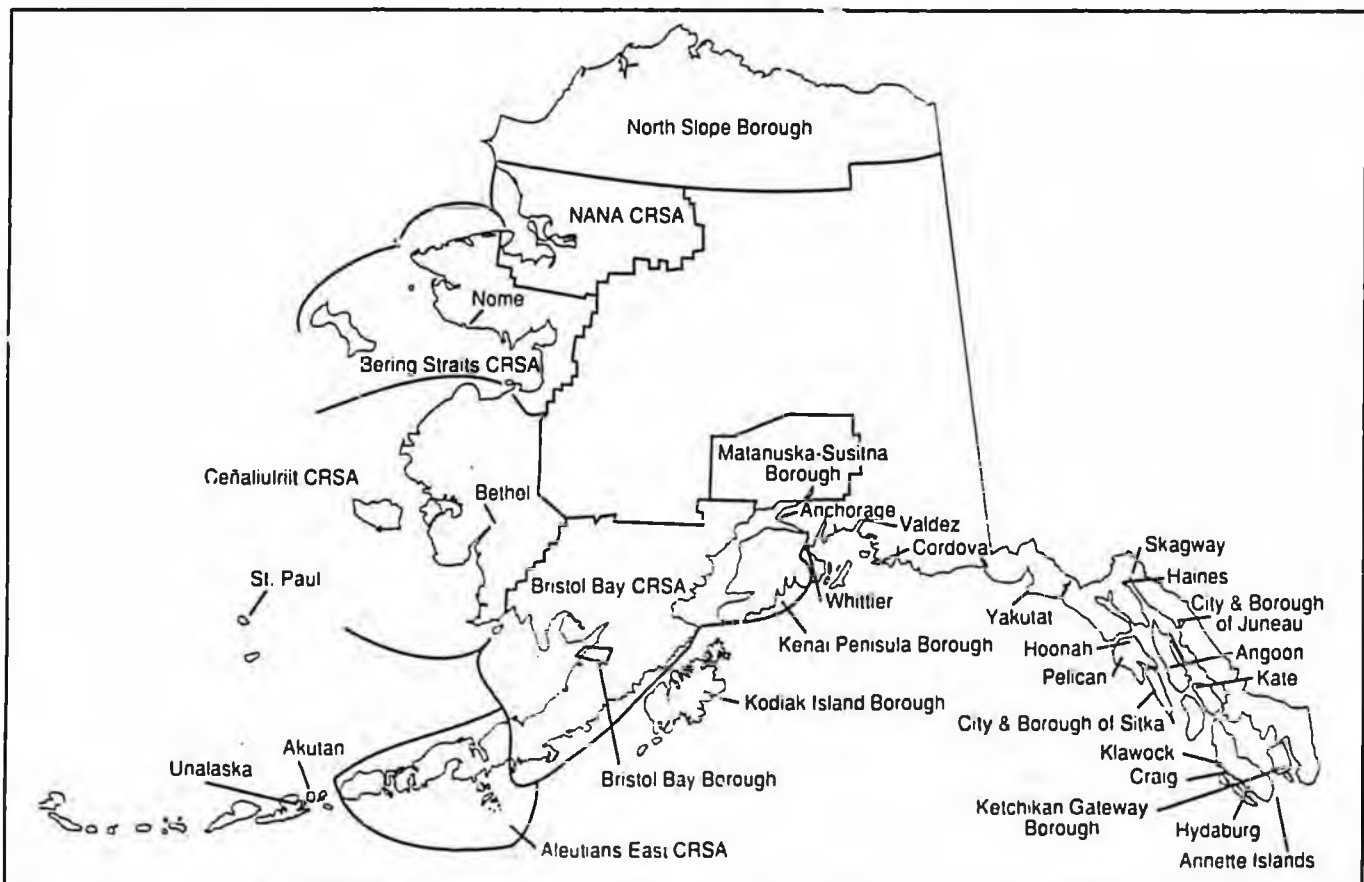 North Slope Borough
NANA CRSA
Nome
Bering Straits CRSA
Matanuska-Susitna
Borough
Ceñaliulriit CRSA
Bethel
Anchorage
Valdez
Cordova
Skagway
Haines
St. Paul
Bristol Bay CRSA
Whittier
Yakutat
City & Borough
of Juneau
Kenai Penisula Borough
Hoonah
Angoon
Pelican
Kate
Kodiak Island Borough
City & Borough of Sitka
Akutan
Unalaska
Bristol Bay Borough
Klawock
Craig
Ketchikan Gateway
Borough
Hydaburg
Aleutians East CRSA
Annette Islands